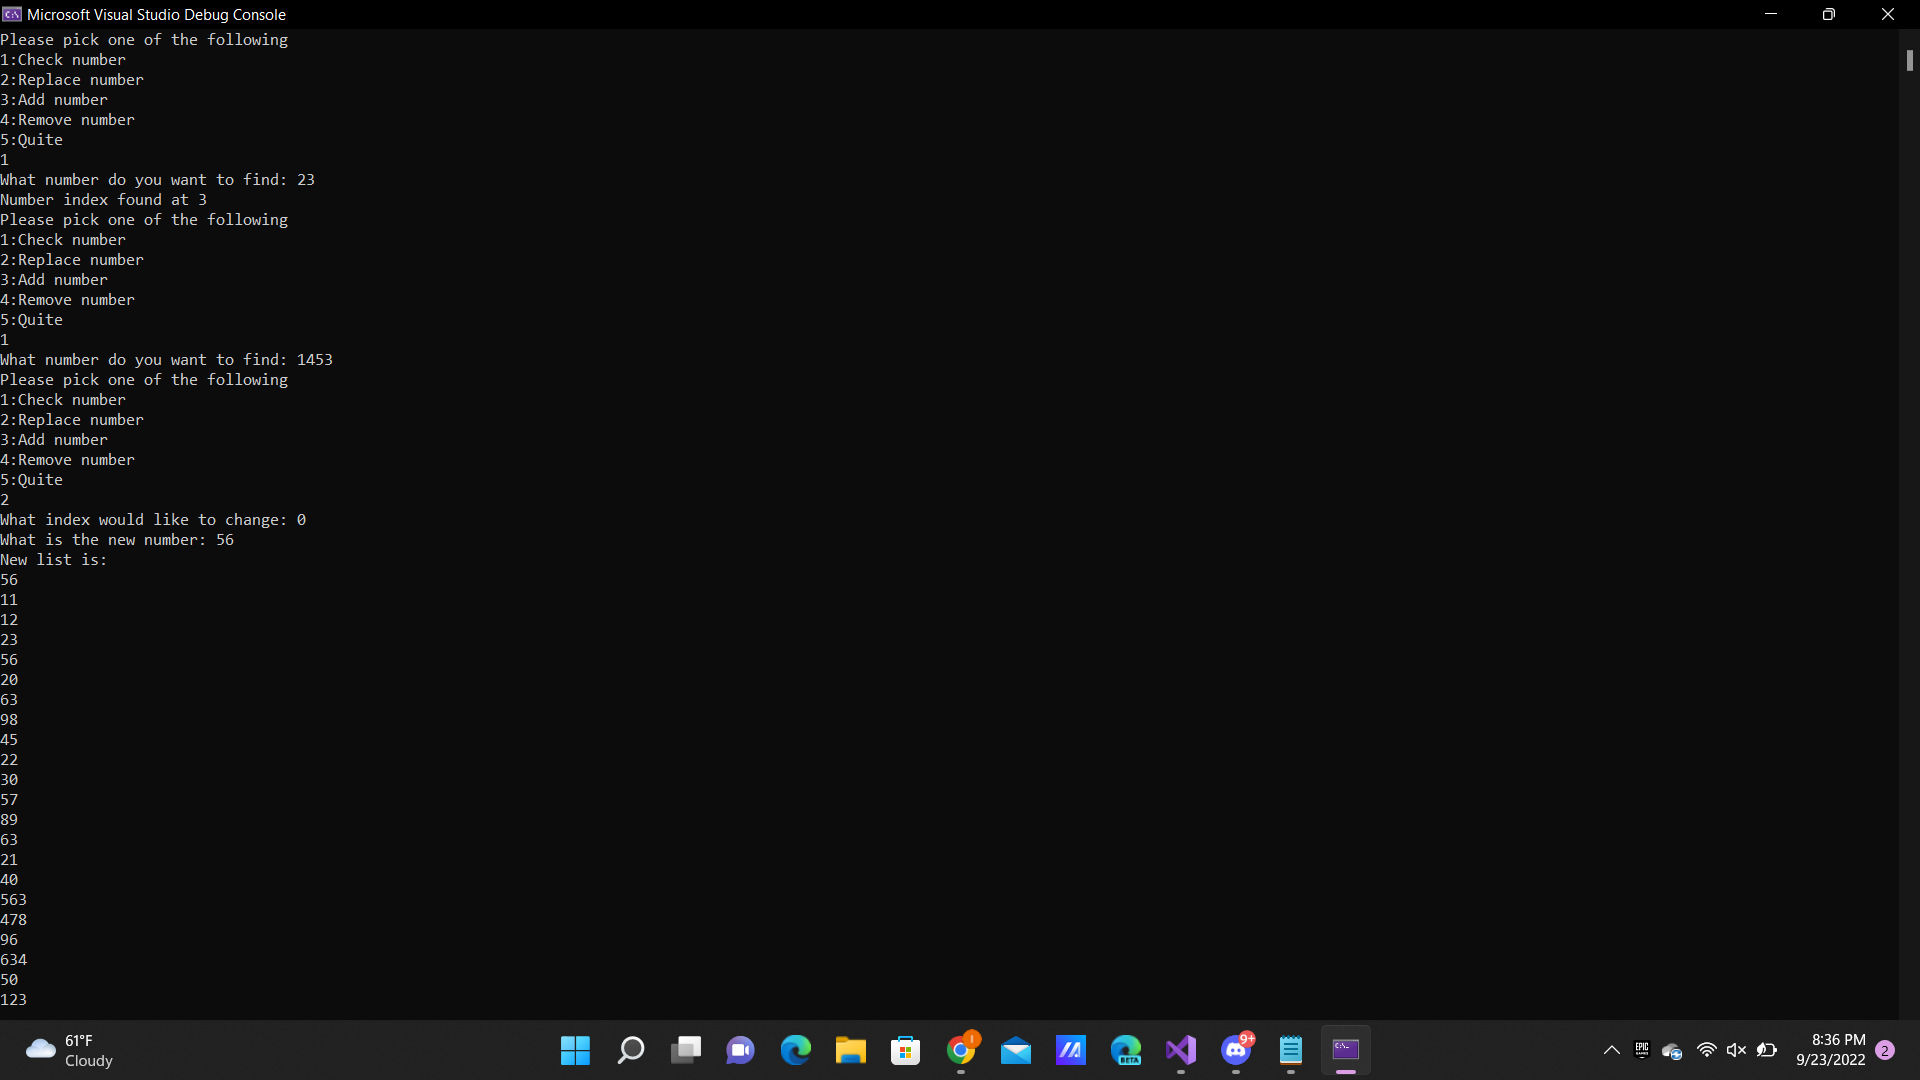 Microsoft Visual Studio Debug Console
Please pick one of the following
1:Check number
2:Replace number
3:Add number
4:Remove number
5:Quite
1
What number do you want to find: 23
Number index found at 3
Please pick one of the following
1:Check number
2:Replace number
3:Add number
4:Remove number
5:Quite
1
What number do you want to find: 1453
Please pick one of the following
1:Check number
2:Replace number
3:Add number
4:Remove number
5:Quite
2
What index would like to change: 0
What is the new number: 56
New list is:
56
11
12
23
56
20
63
98
45
22
30
57
89
63
21
40
563
478
96
634
50
123
61°F
Cloudy
BETA
9+
EPIC
GAMES
8:36 PM
9/23/2022
2